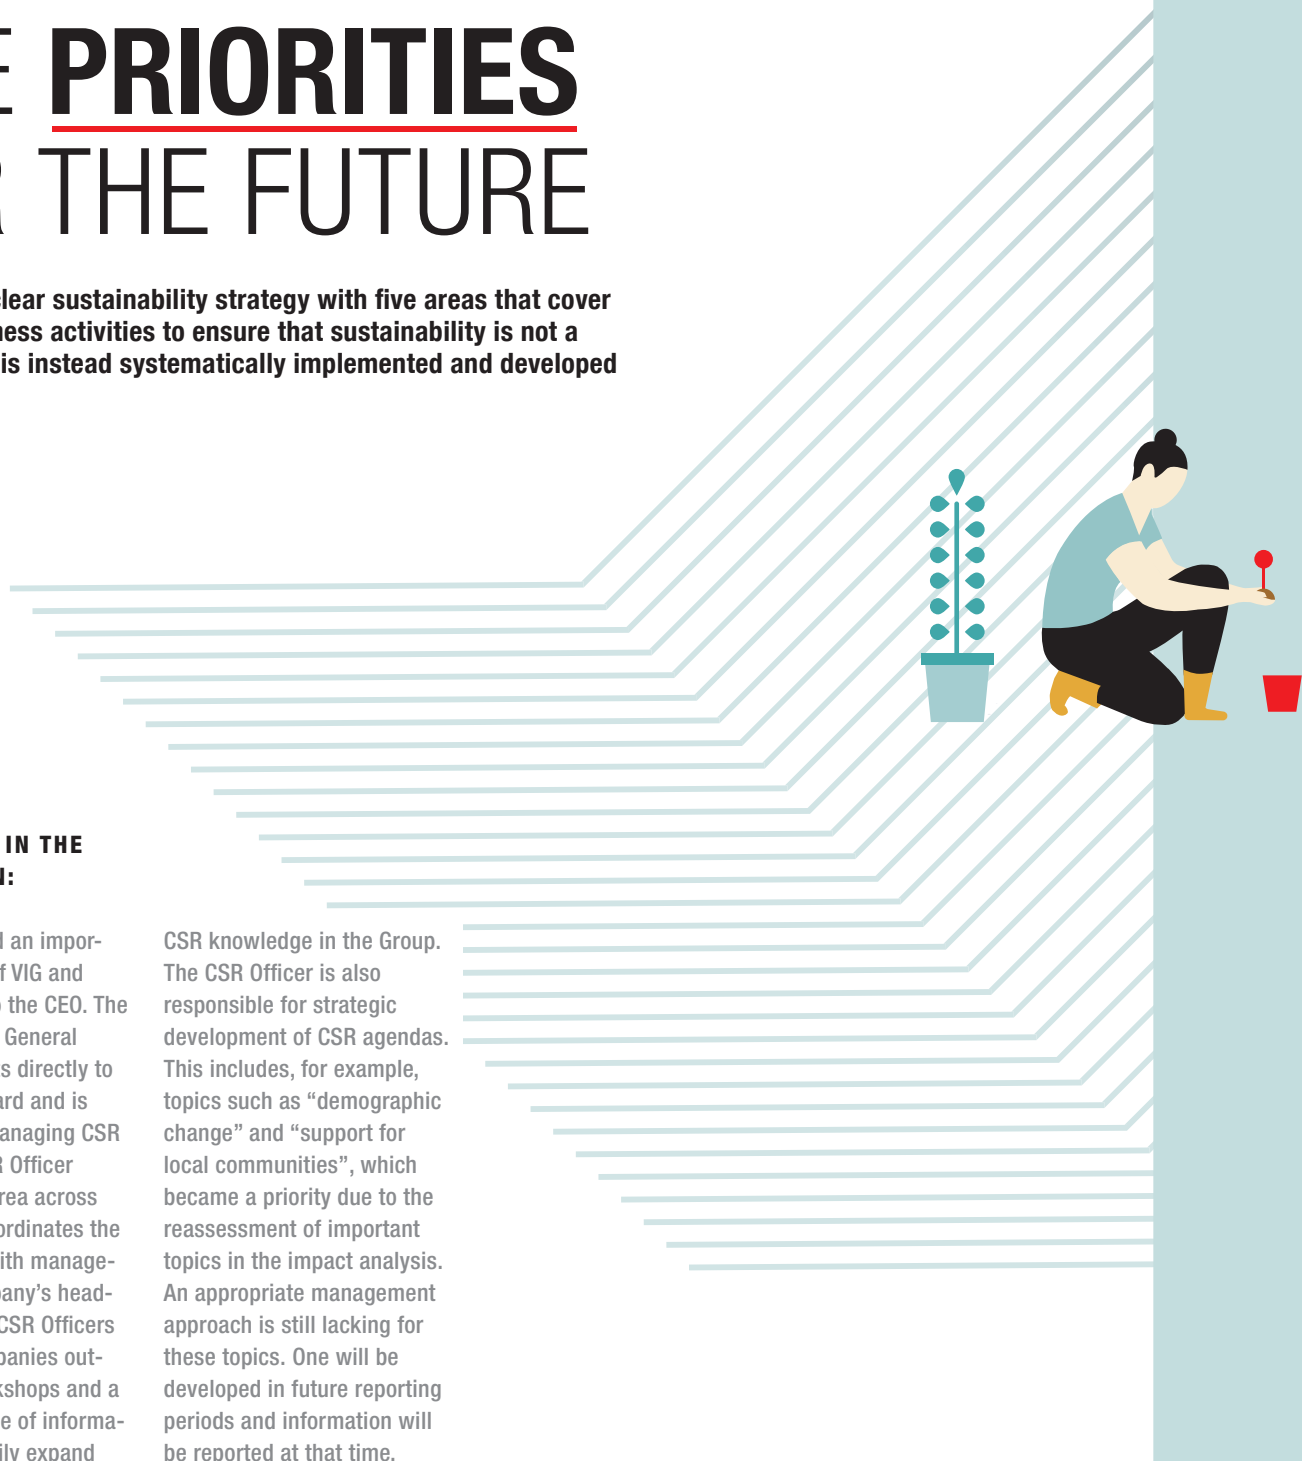 PRIORITIES
THE FUTURE
clear sustainability strategy with five areas that cover
ness activities to ensure that sustainability is not a
is instead systematically implemented and developed
IN THE
N:
d an impor-
f VIG and
o the CEO. The
General
s directly to
ard and is
anaging CSR
R Officer
rea across
ordinates the
ith manage-
pany’s head-
CSR Officers
panies out-
kshops and a
e of informa-
ily expand
CSR knowledge in the Group.
The CSR Officer is also
responsible for strategic
development of CSR agendas.
This includes, for example,
topics such as “demographic
change” and “support for
local communities”, which
became a priority due to the
reassessment of important
topics in the impact analysis.
An appropriate management
approach is still lacking for
these topics. One will be
developed in future reporting
periods and information will
be reported at that time.